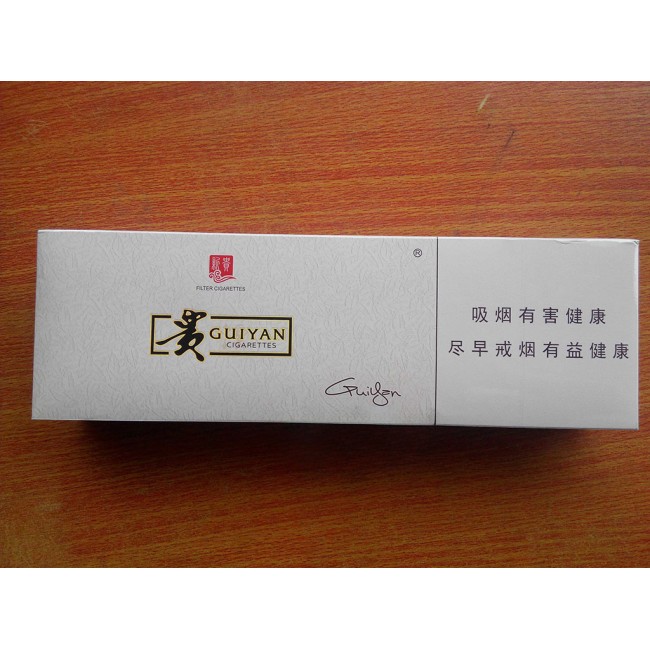 ®
FILTER CIGARETTES
贵 GUIYAN
CIGARETTES
GuiYan
吸烟有害健康
尽早戒烟有益健康